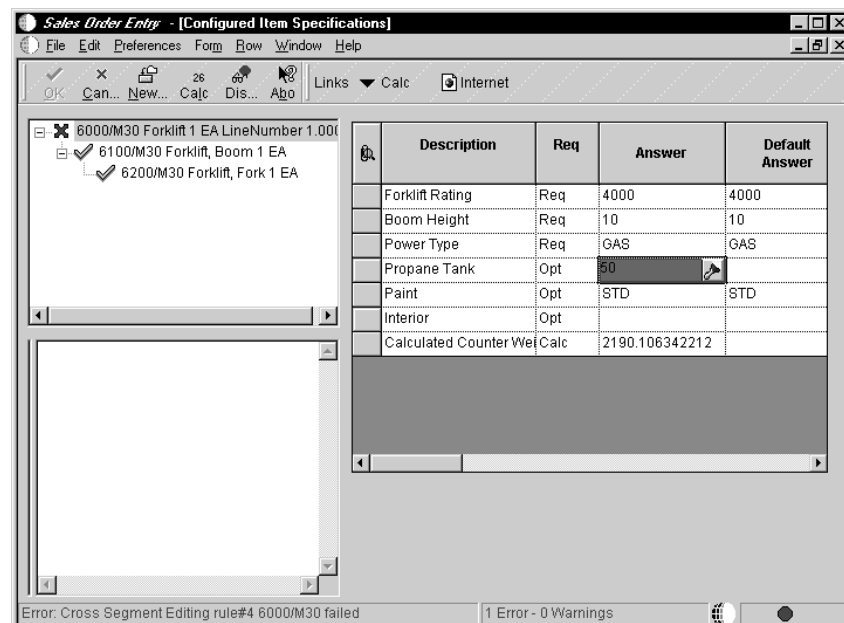 Sales Order Entry - [Configured Item Specifications]
File Edit Preferences Form Row Window Help
OK Can... New... Calc Dis... Abo Links Calc Internet
26
6000/M30 Forklift 1 EA LineNumber 1.000
6100/M30 Forklift, Boom 1 EA
6200/M30 Forklift, Fork 1 EA
Description Req Answer Default Answer
Forklift Rating Req 4000 4000
Boom Height Req 10 10
Power Type Req GAS GAS
Propane Tank Opt 50
Paint Opt STD STD
Interior Opt
Calculated Counter Wei Calc 2190.106342212
Error: Cross Segment Editing rule#4 6000/M30 failed 1 Error - 0 Warnings